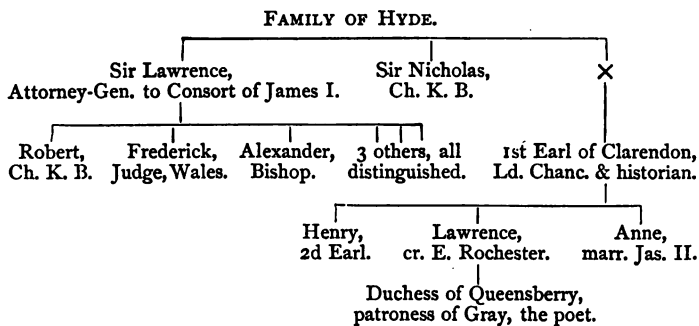 FAMILY OF HYDE.
Sir Lawrence,
Attorney-Gen. to Consort of James I.
Sir Nicholas,
Ch. K. B.
×
Robert,
Ch. K. B.
Frederick,
Judge, Wales.
Alexander,
Bishop.
3 others, all
distinguished.
1st Earl of Clarendon,
Ld. Chanc. & historian.
Henry,
2d Earl.
Lawrence,
cr. E. Rochester.
Anne,
marr. Jas. II.
Duchess of Queensberry,
patroness of Gray, the poet.